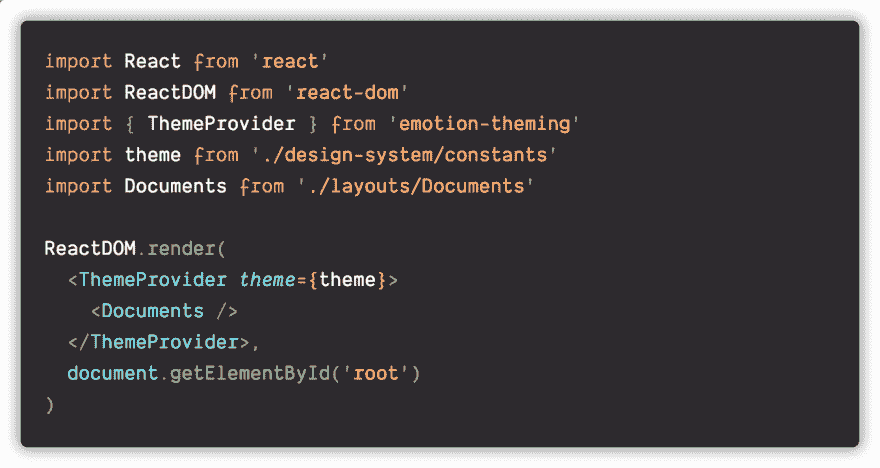 import React from 'react'
import ReactDOM from 'react-dom'
import { ThemeProvider } from 'emotion-theming'
import theme from './design-system/constants'
import Documents from './layouts/Documents'

ReactDOM.render(
  <ThemeProvider theme={theme}>
    <Documents />
  </ThemeProvider>,
  document.getElementById('root')
)